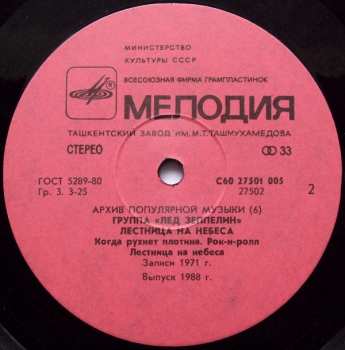 МИНИСТЕРСТВО
КУЛЬТУРЫ СССР
ВСЕСОЮЗНАЯ ФИРМА ГРАМПЛАСТИНОК
МЕЛОДИЯ
ТАШКЕНТСКИЙ ЗАВОД ИМ.М.Т.ТАШМУХАМЕДОВА
СТЕРЕО 33
ГОСТ 5289-80 С60 27501 005
Гр. 3. 3-25 27502 2
АРХИВ ПОПУЛЯРНОЙ МУЗЫКИ (6)
ГРУППА «ЛЕД ЗЕППЕЛИН»
ЛЕСТНИЦА НА НЕБЕСА
Когда рухнет плотина. Рок-н-ролл
Лестница на небеса
Записи 1971 г.
Выпуск 1988 г.